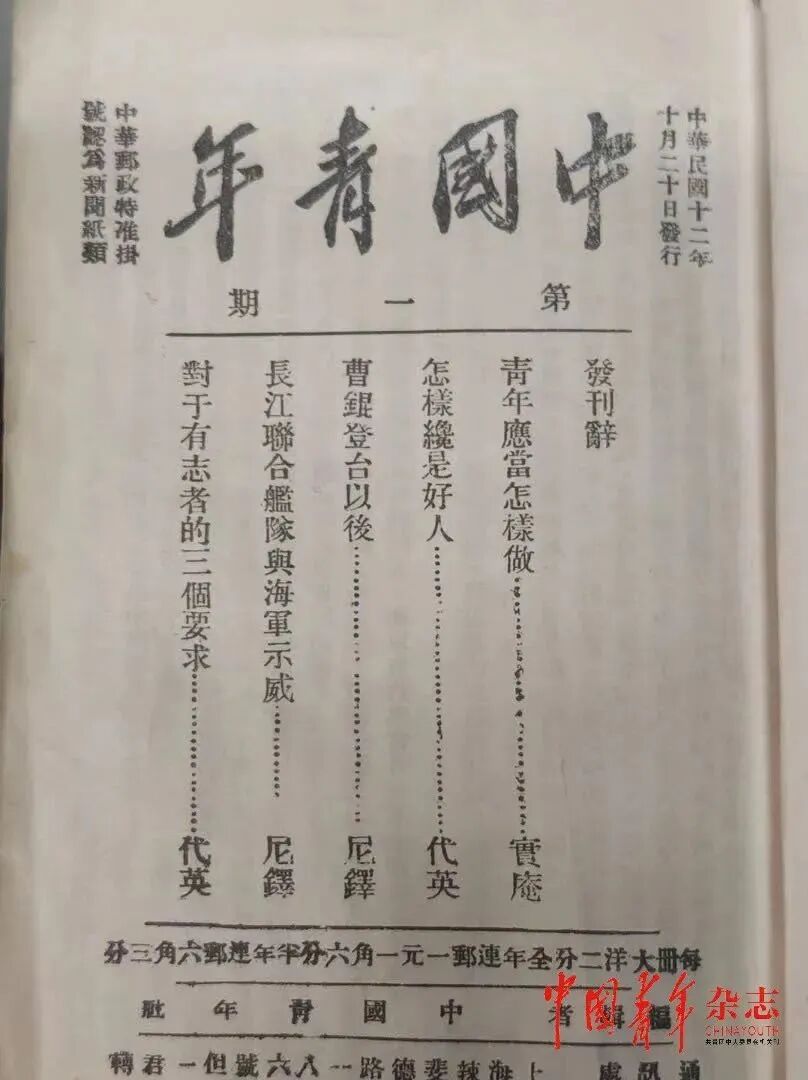 中華民國十二年
十月二十日發行
中國青年
中華郵政特准掛
號認爲新聞紙類
第一期
發刊辭
青年應當怎樣做 實庵
怎樣纔是好人 代英
曹錕登台以後 尼鐸
長江聯合艦隊與海軍示威 尼鐸
對于有志者的三個要求 代英
每冊大洋二分全年連郵一元一角六分半年連郵六角三分
編輯者 中國青年社
通訊處 上海辣斐德路一八六號但一君轉
中国青年杂志
CHINAYOUTH